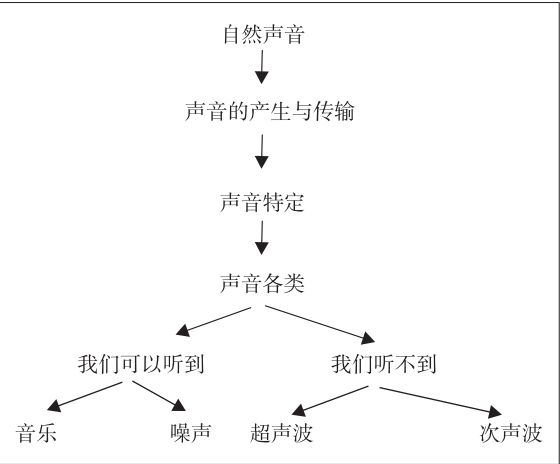 自然声音
声音的产生与传输
声音特定
声音各类
我们可以听到 我们听不到
音乐 噪声 超声波 次声波